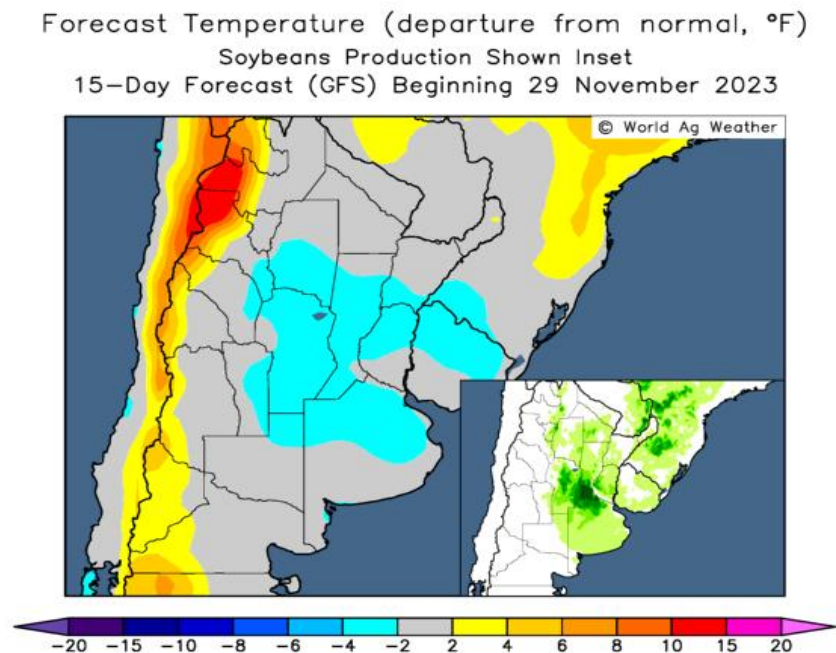 Forecast Temperature (departure from normal, °F)
Soybeans Production Shown Inset
15-Day Forecast (GFS) Beginning 29 November 2023
© World Ag Weather
-20 -15 -10 -8 -6 -4 -2 2 4 6 8 10 15 20